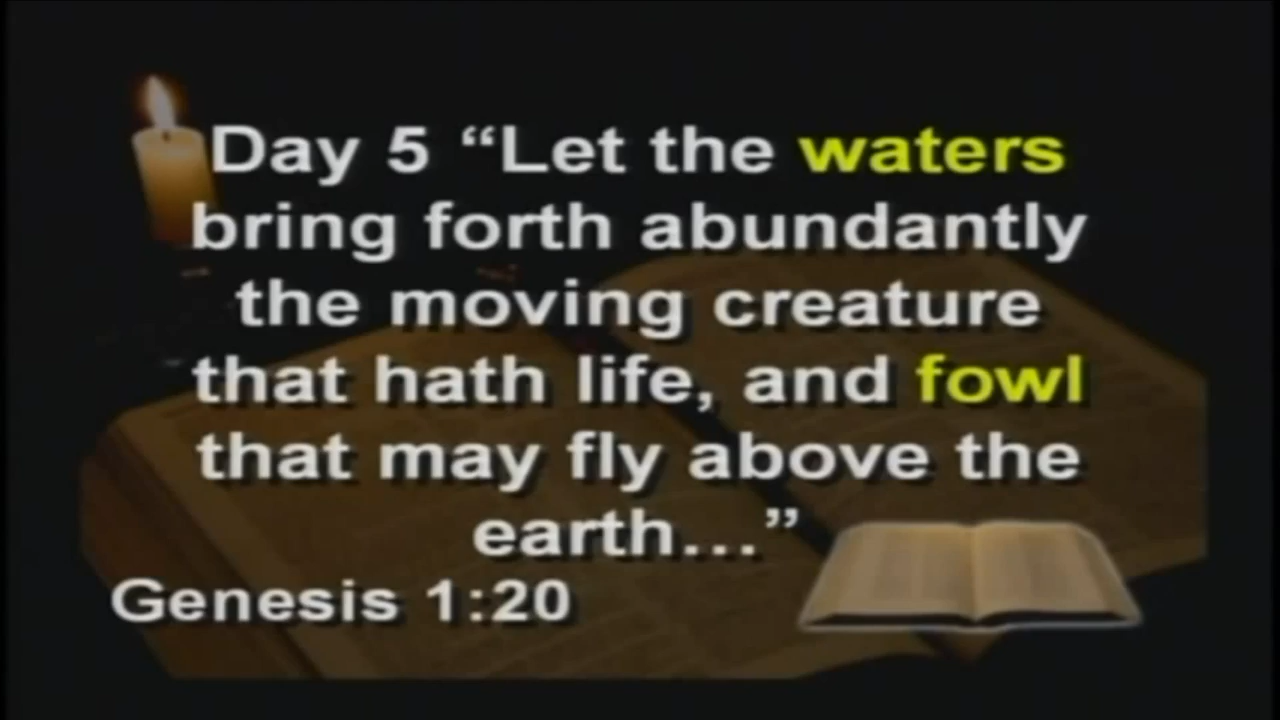 Day 5 “Let the waters
bring forth abundantly
the moving creature
that hath life, and fowl
that may fly above the
earth...”
Genesis 1:20